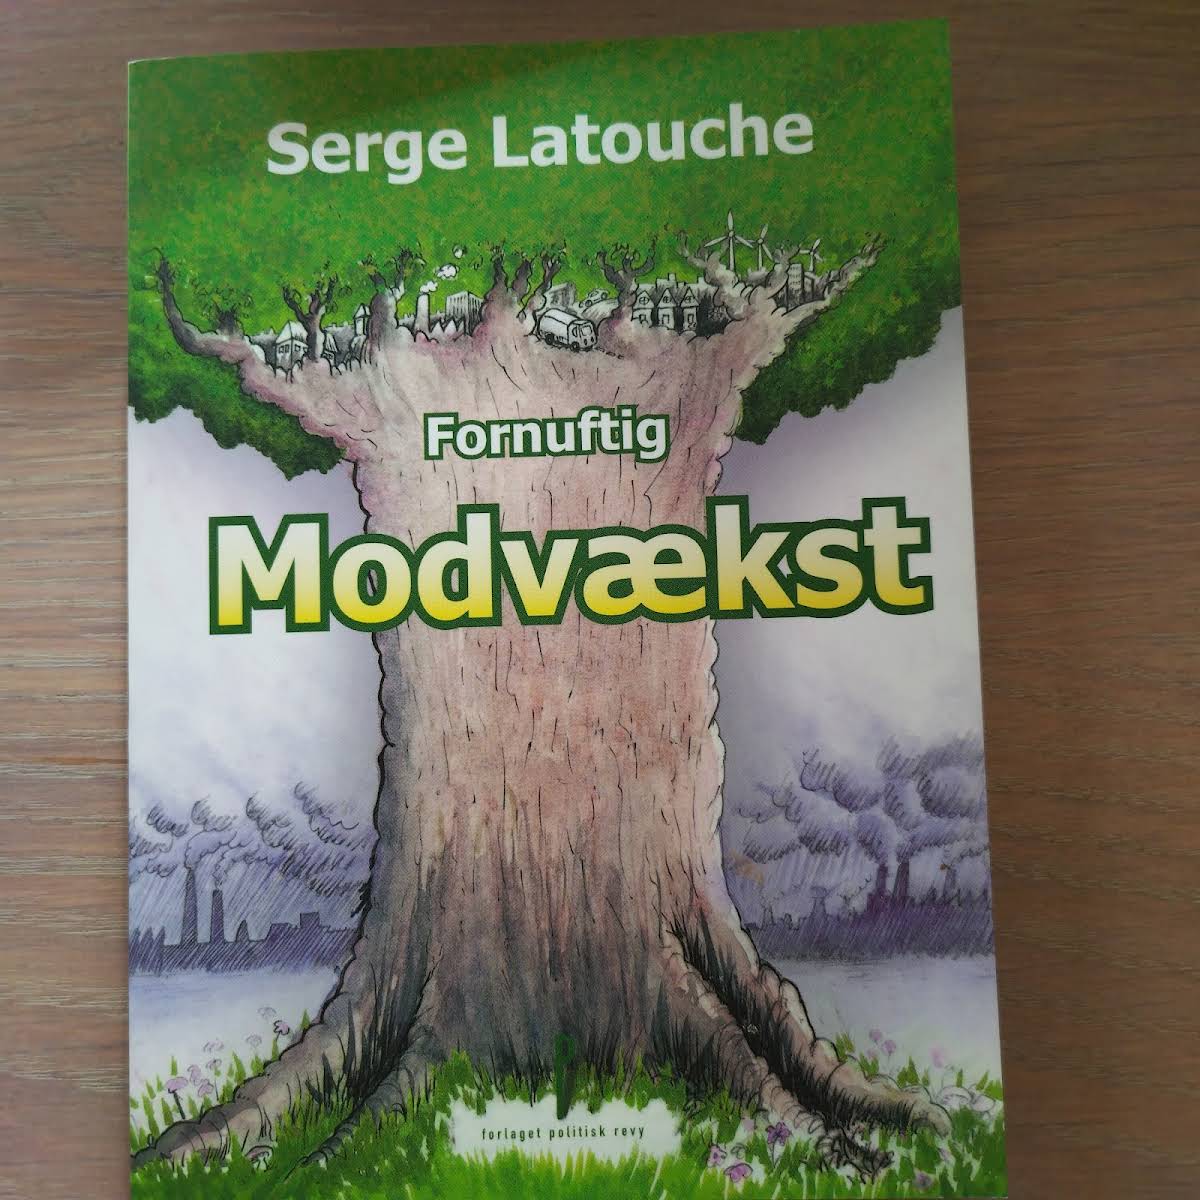 Serge Latouche
Fornuftig
Modvækst
forlaget politisk revy